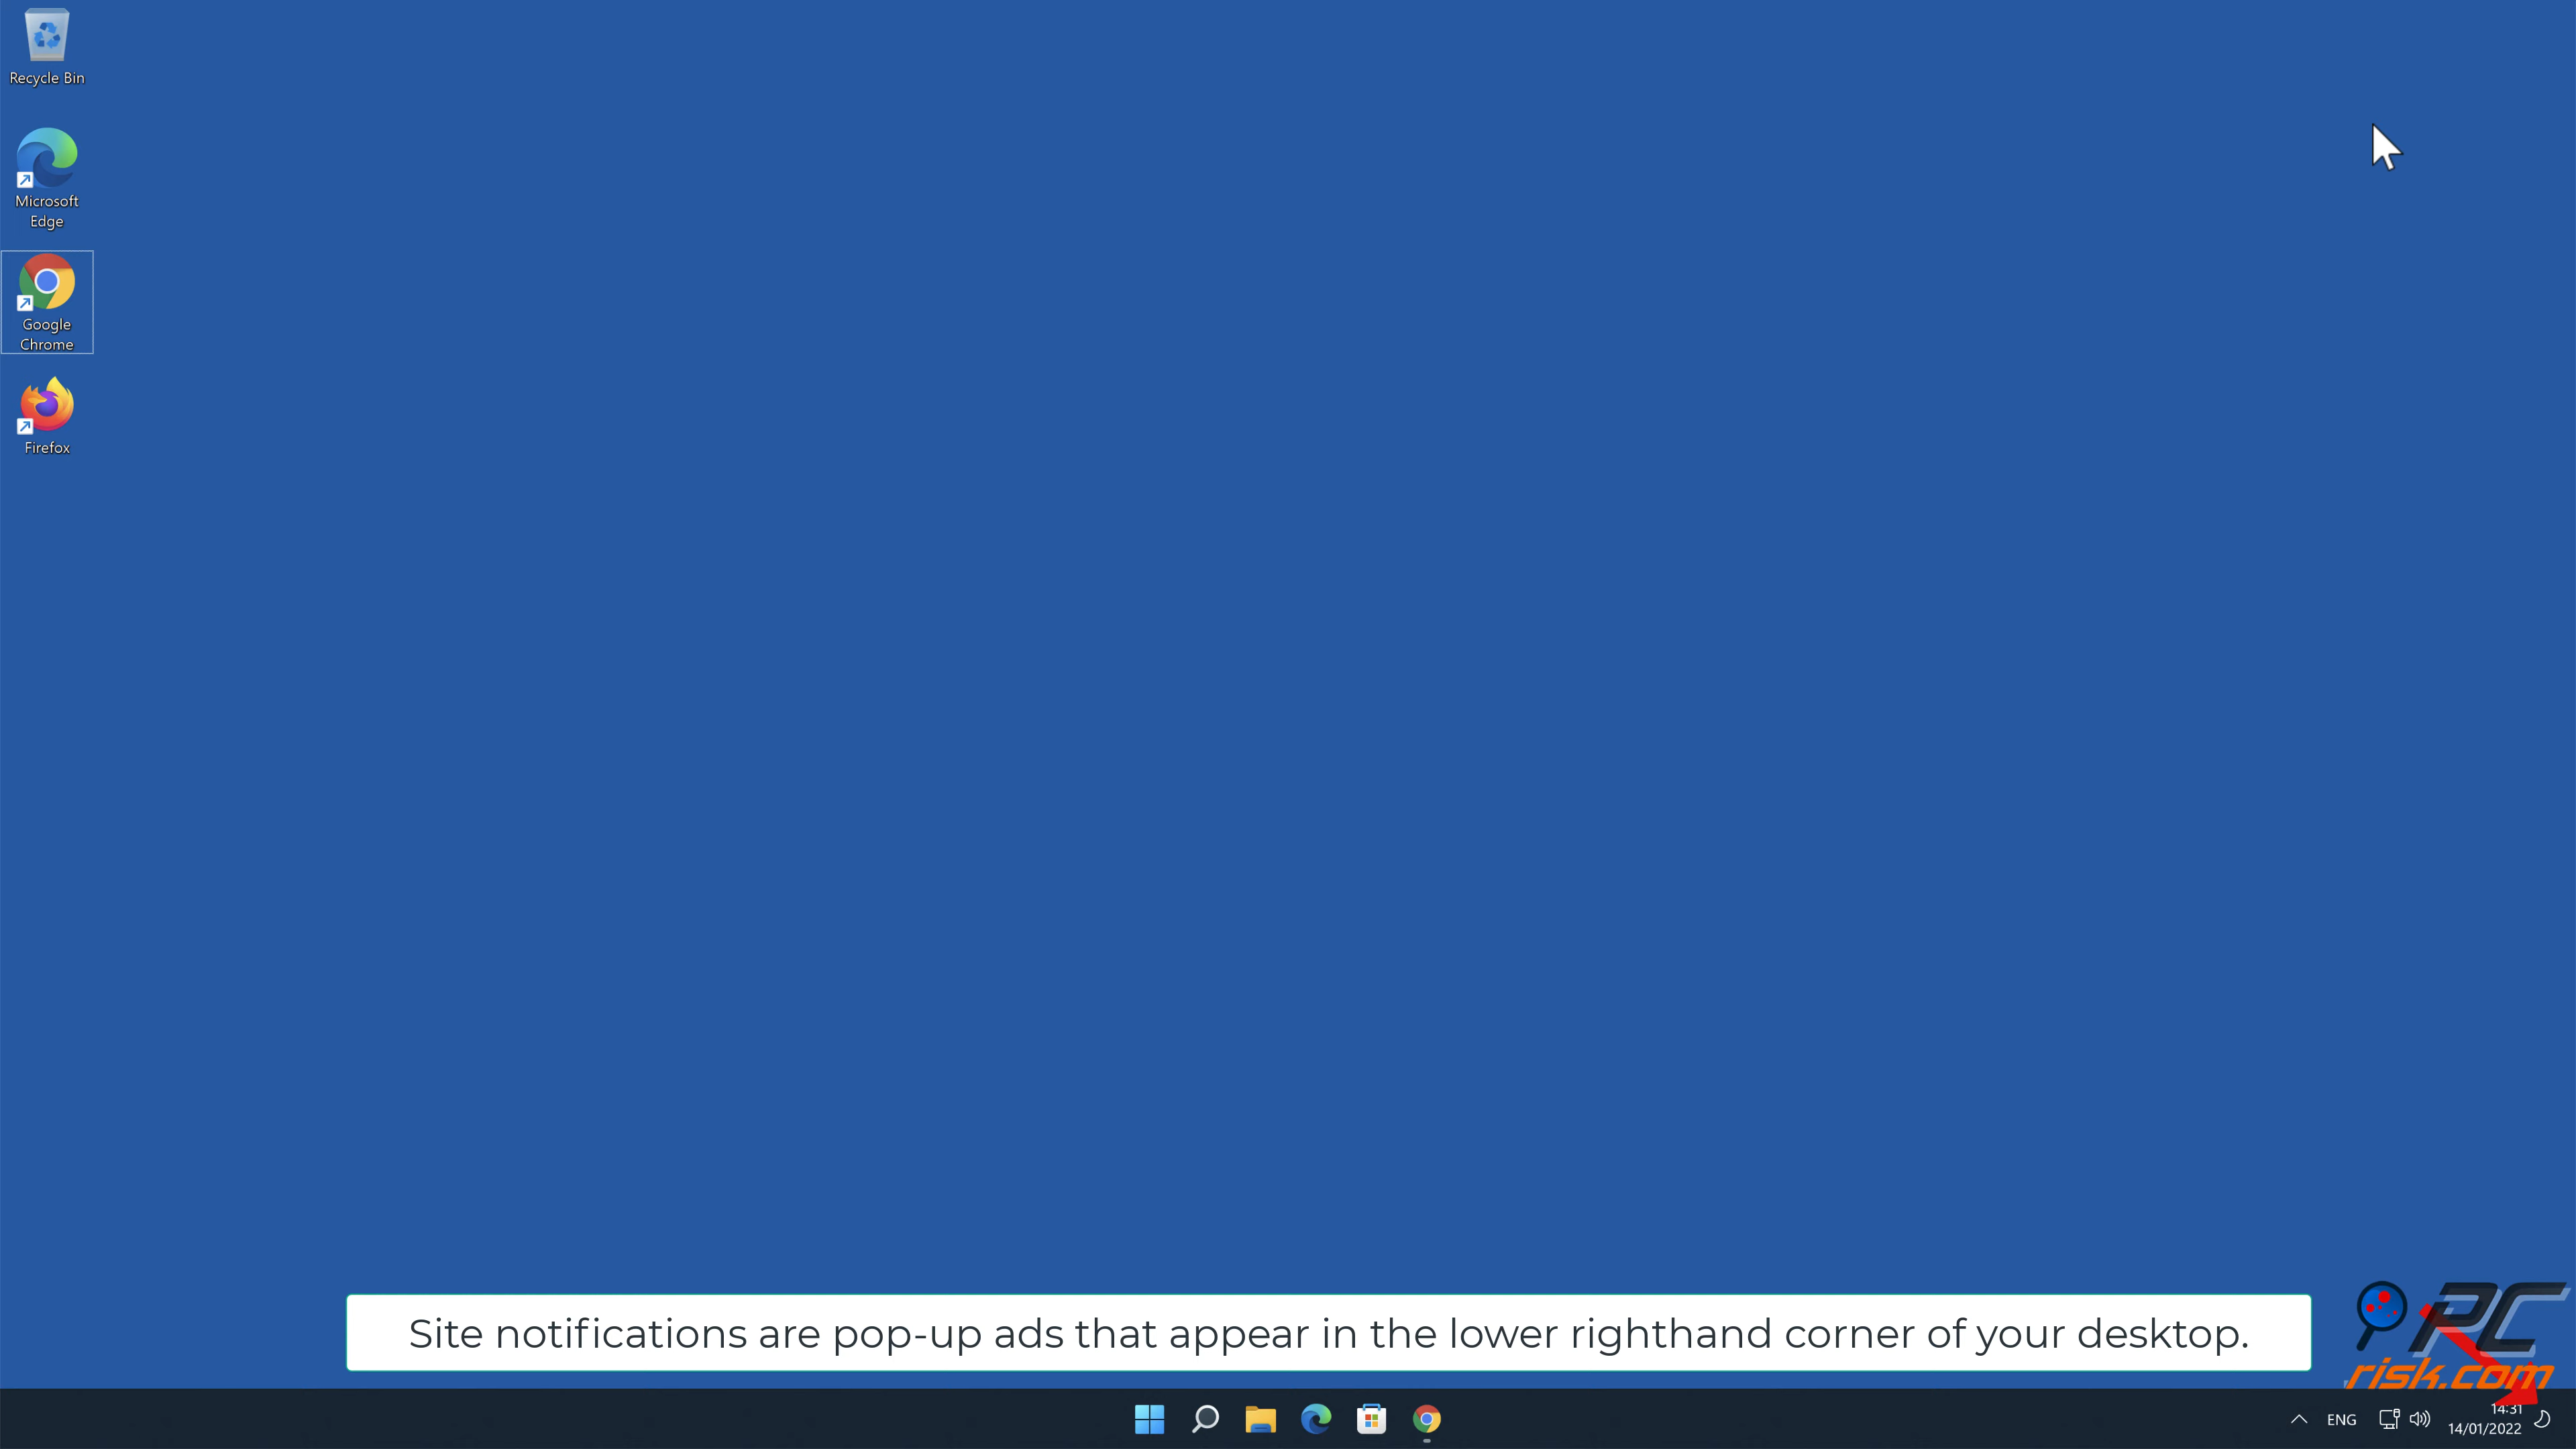 Recycle Bin
Microsoft
Edge
Google
Chrome
Firefox
Site notifications are pop-up ads that appear in the lower righthand corner of your desktop.
PC
risk.com
ENG
14:31
14/01/2022